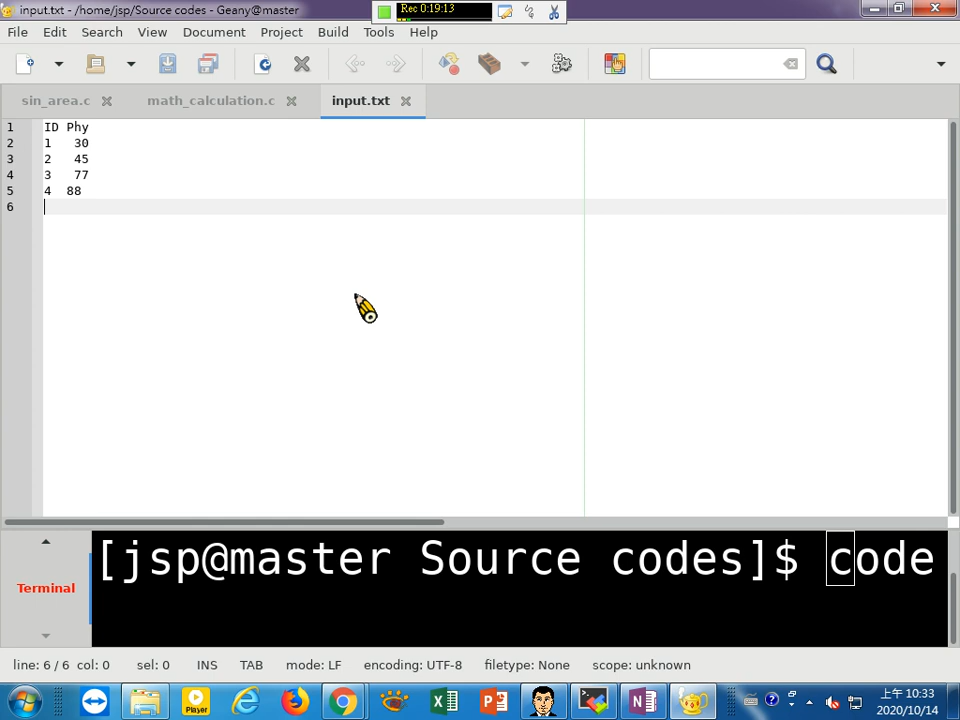 input.txt - /home/jsp/Source codes - Geany@master
Rec 0:19:13
File Edit Search View Document Project Build Tools Help
sin_area.c math_calculation.c input.txt
1 ID Phy
2 1   30
3 2   45
4 3   77
5 4  88
6
Terminal
[jsp@master Source codes]$ code
line: 6 / 6 col: 0 sel: 0 INS TAB mode: LF encoding: UTF-8 filetype: None scope: unknown
Player
上午 10:33
2020/10/14